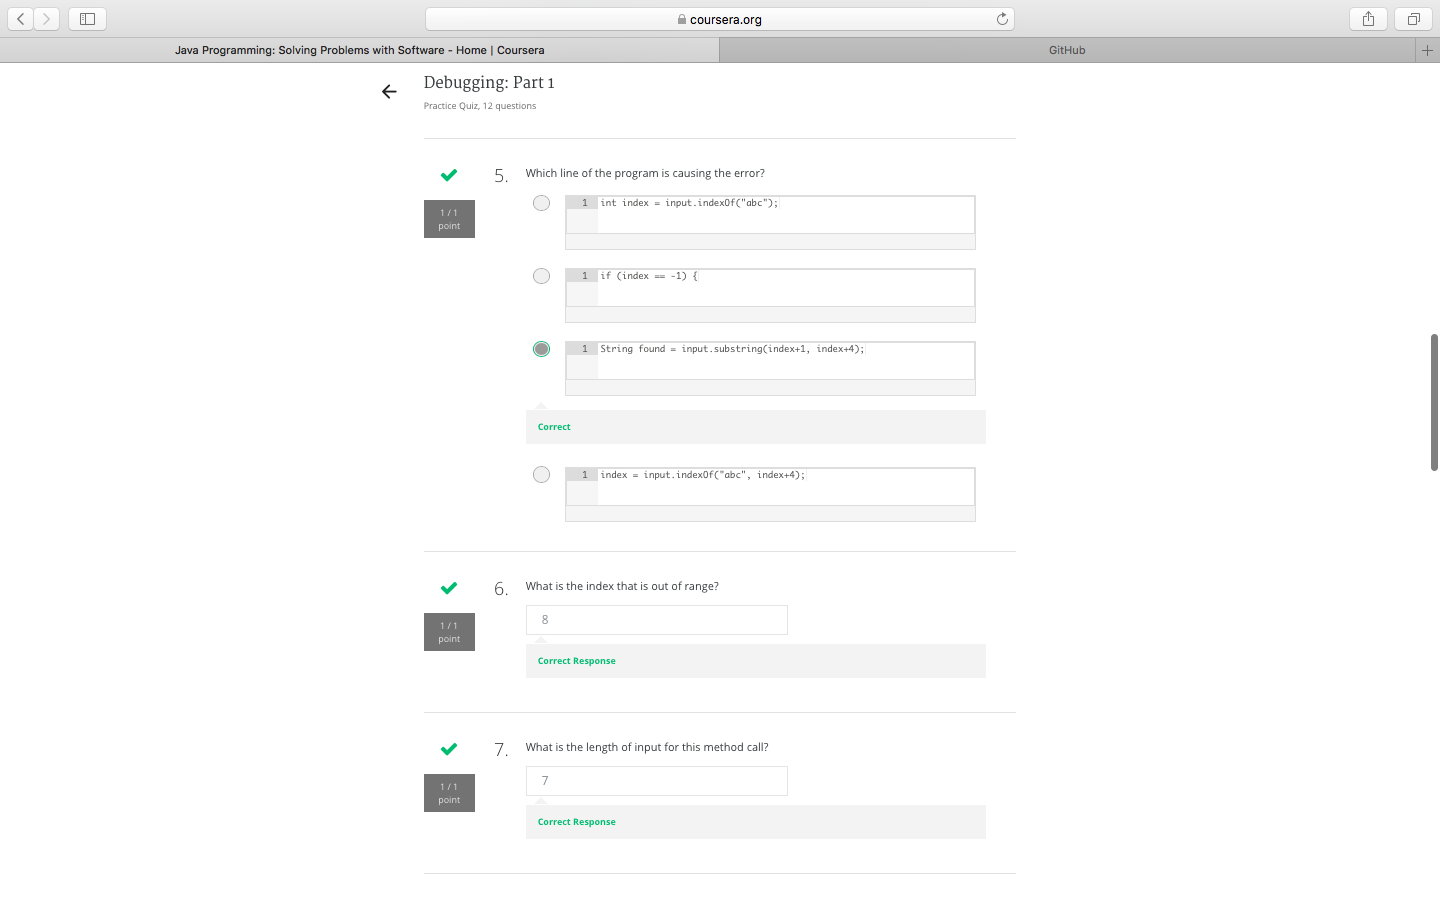 coursera.org
Java Programming: Solving Problems with Software - Home | Coursera
GitHub
Debugging: Part 1
Practice Quiz, 12 questions
1 / 1
point
5.
Which line of the program is causing the error?
1 int index = input.indexOf("abc");
1 if (index == -1) {
1 String found = input.substring(index+1, index+4);
Correct
1 index = input.indexOf("abc", index+4);
1 / 1
point
6.
What is the index that is out of range?
8
Correct Response
1 / 1
point
7.
What is the length of input for this method call?
7
Correct Response